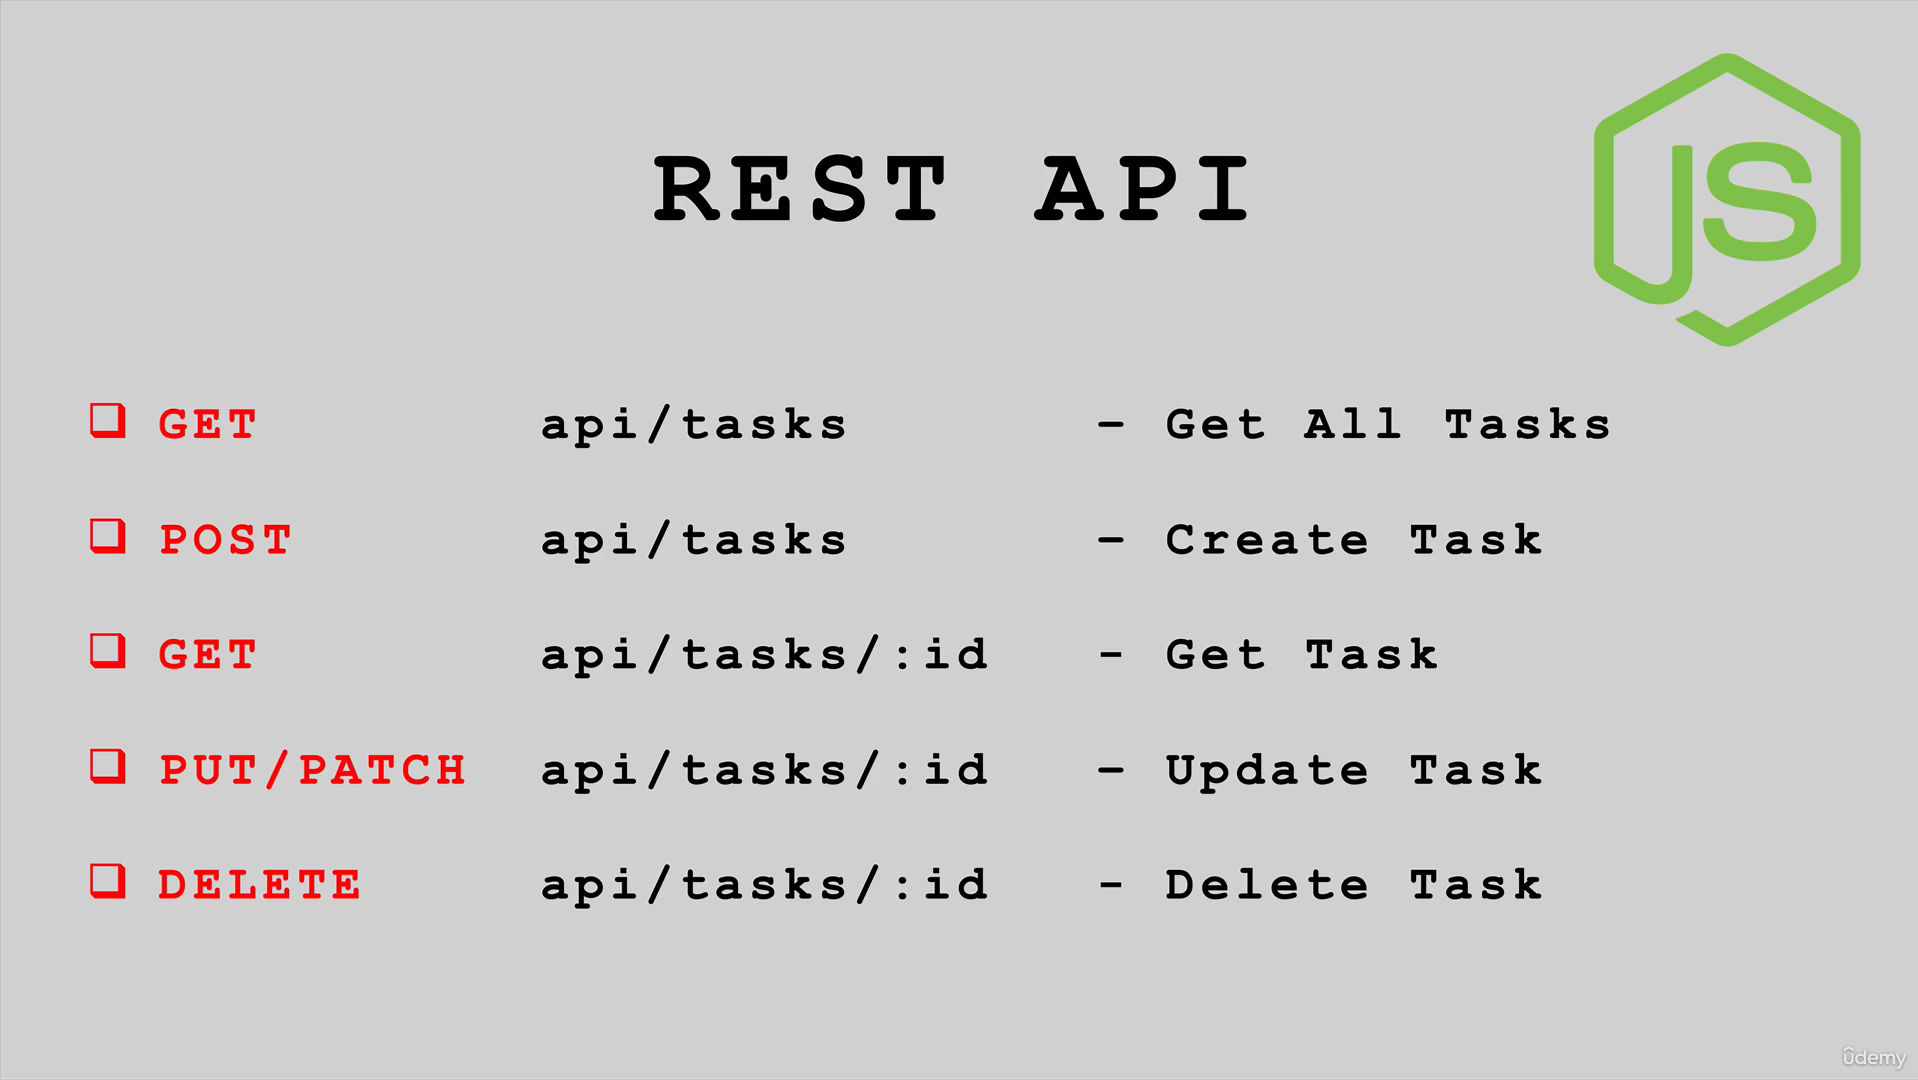 REST API
JS
❑ GET api/tasks – Get All Tasks
❑ POST api/tasks – Create Task
❑ GET api/tasks/:id - Get Task
❑ PUT/PATCH api/tasks/:id – Update Task
❑ DELETE api/tasks/:id - Delete Task
ûdemy